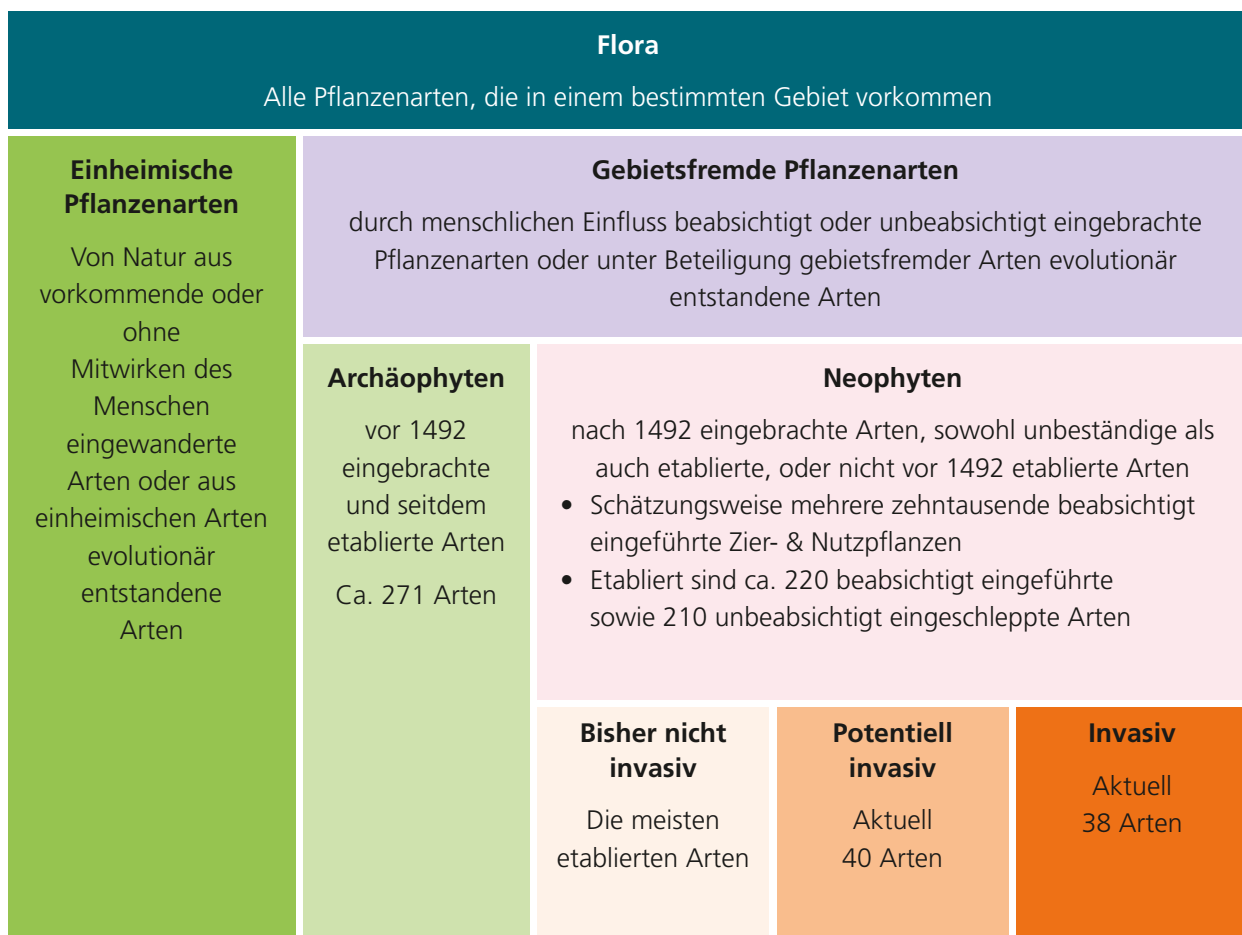 Flora
Alle Pflanzenarten, die in einem bestimmten Gebiet vorkommen
Einheimische
Pflanzenarten
Von Natur aus
vorkommende oder
ohne
Mitwirken des
Menschen
eingewanderte
Arten oder aus
einheimischen Arten
evolutionär
entstandene
Arten
Gebietsfremde Pflanzenarten
durch menschlichen Einfluss beabsichtigt oder unbeabsichtigt eingebrachte
Pflanzenarten oder unter Beteiligung gebietsfremder Arten evolutionär
entstandene Arten
Archäophyten
vor 1492
eingebrachte
und seitdem
etablierte Arten
Ca. 271 Arten
Neophyten
nach 1492 eingebrachte Arten, sowohl unbeständige als
auch etablierte, oder nicht vor 1492 etablierte Arten
• Schätzungsweise mehrere zehntausende beabsichtigt
eingeführte Zier- & Nutzpflanzen
• Etabliert sind ca. 220 beabsichtigt eingeführte
sowie 210 unbeabsichtigt eingeschleppte Arten
Bisher nicht
invasiv
Die meisten
etablierten Arten
Potentiell
invasiv
Aktuell
40 Arten
Invasiv
Aktuell
38 Arten